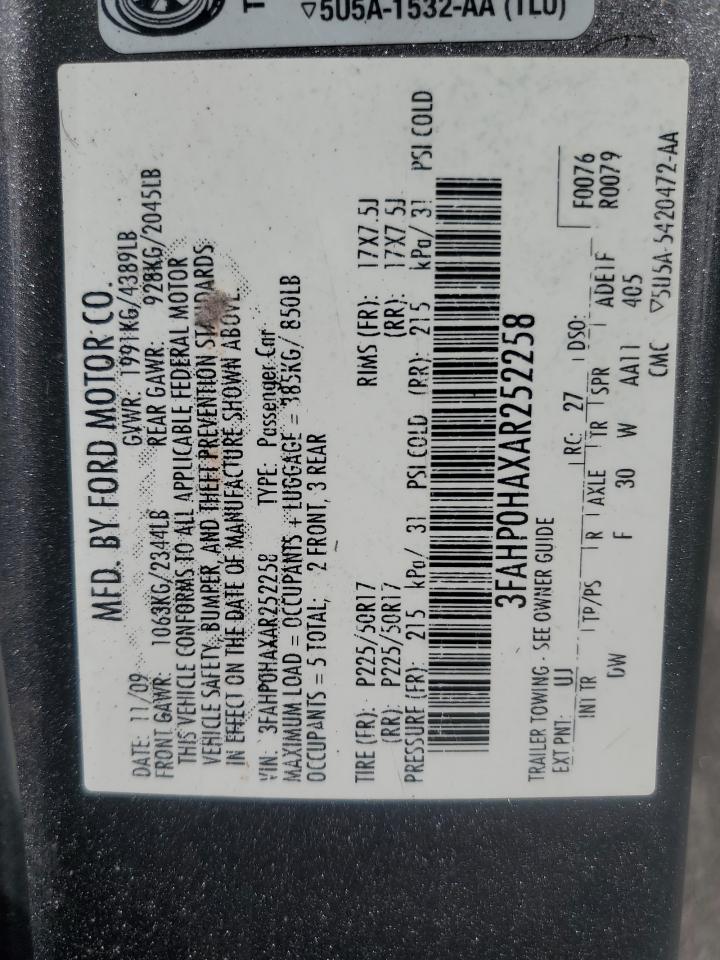 ▽5U5A-1532-AA (TLU)
MFD. BY FORD MOTOR CO.
DATE: 11/09 GVWR: 1991KG/4389LB
FRONT GAWR: 1063KG/2344LB REAR GAWR: 928KG/2045LB
THIS VEHICLE CONFORMS TO ALL APPLICABLE FEDERAL MOTOR
VEHICLE SAFETY, BUMPER, AND THEFT PREVENTION STANDARDS
IN EFFECT ON THE DATE OF MANUFACTURE SHOWN ABOVE.
VIN: 3FAHP0HAXAR252258 TYPE: Passenger Car
MAXIMUM LOAD = OCCUPANTS + LUGGAGE = 385KG/ 850LB
OCCUPANTS = 5 TOTAL; 2 FRONT, 3 REAR
TIRE (FR): P225/50R17 RIMS (FR): 17X7.5J
(RR): P225/50R17 (RR): 17X7.5J
PRESSURE (FR): 215 kPa/ 31 PSI COLD (RR): 215 kPa/ 31 PSI COLD
3FAHP0HAXAR252258
TRAILER TOWING - SEE OWNER GUIDE
EXT PNT: UJ RC: 27 DSO: F0076
R0079
INT TR TP/PS R AXLE TR SPR ADE1F
DW F 30 W AA11 405
CMC ▽5U5A-5420472-AA